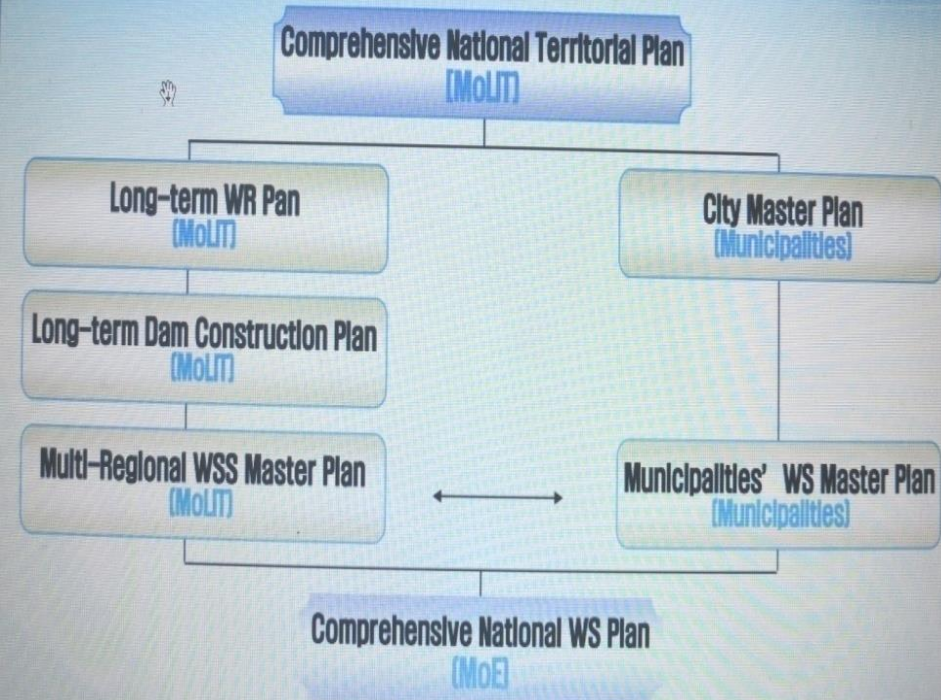 Comprehensive National Territorial Plan
[MoLIT]
Long-term WR Pan
(MoLIT)
City Master Plan
[Municipalities]
Long-term Dam Construction Plan
(MoLIT)
Multi-Regional WSS Master Plan
(MoLIT)
Municipalities' WS Master Plan
[Municipalities]
Comprehensive National WS Plan
[MoE]